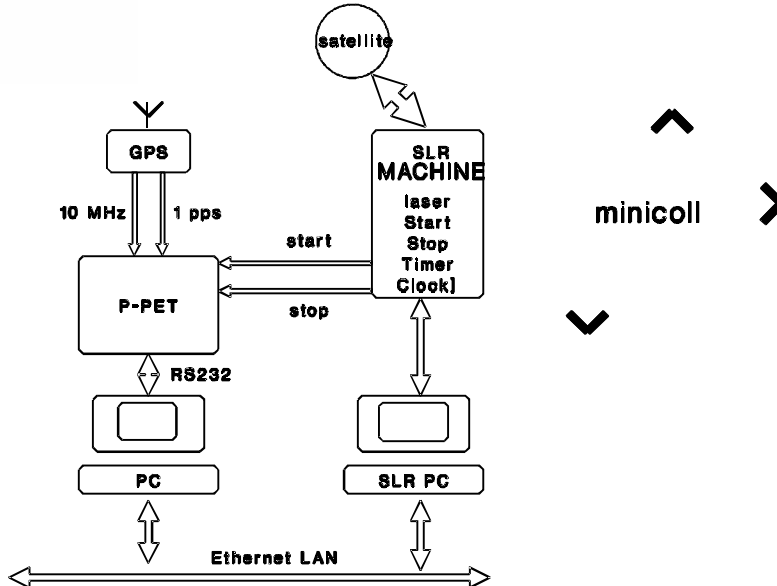 satellite
GPS
SLR
MACHINE
laser
Start
Stop
Timer
Clock]
10 MHz
1 pps
minicoll
start
P-PET
stop
RS232
PC
SLR PC
Ethernet LAN